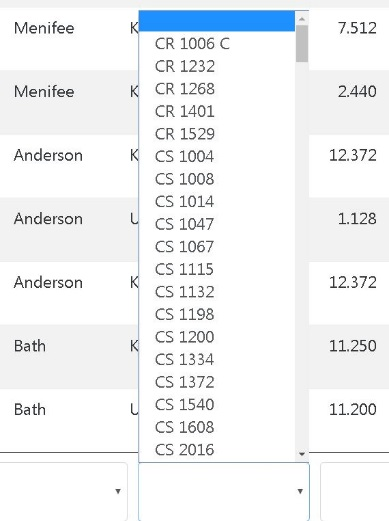 Menifee K 7.512
CR 1006 C
CR 1232
Menifee K 2.440
CR 1268
CR 1401
CR 1529
Anderson K 12.372
CS 1004
CS 1008
CS 1014
Anderson U 1.128
CS 1047
CS 1067
CS 1115
Anderson K 12.372
CS 1132
CS 1198
CS 1200
Bath K 11.250
CS 1334
CS 1372
CS 1540
Bath U 11.200
CS 1608
CS 2016